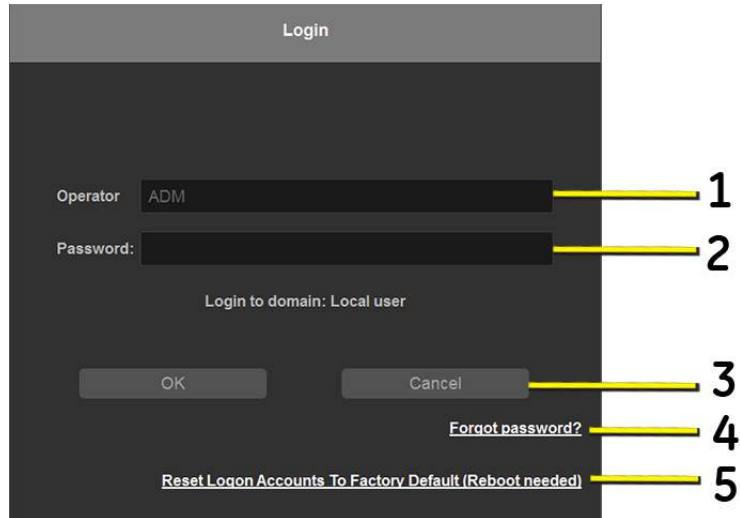 Login
Operator ADM 1
Password: 2
Login to domain: Local user
OK Cancel 3
Forgot password? 4
Reset Logon Accounts To Factory Default (Reboot needed) 5